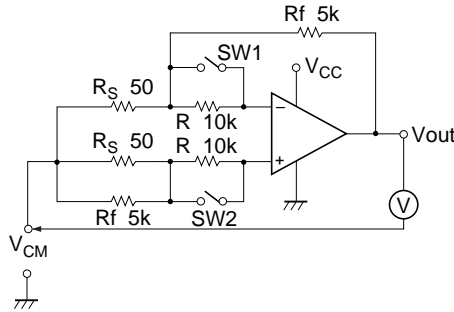 Rf 5k
SW1
VCC
RS 50
R 10k
RS 50
R 10k
Vout
Rf 5k
SW2
V
VCM